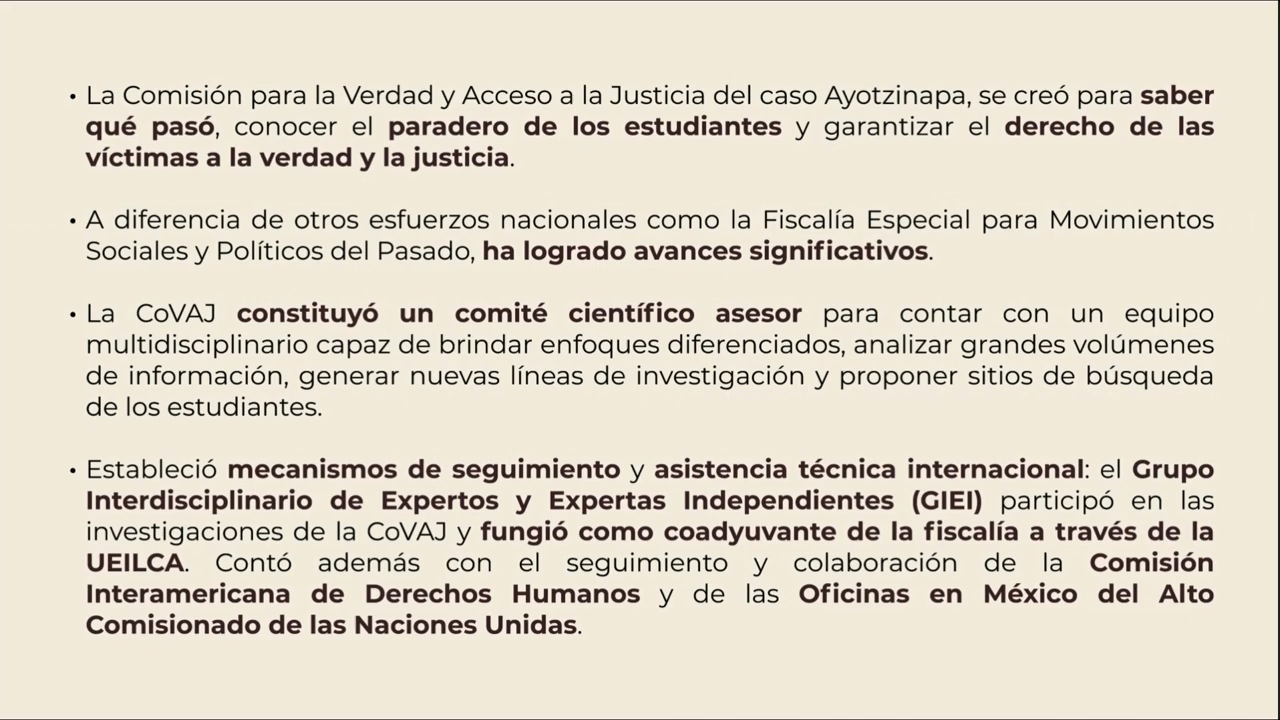 • La Comisión para la Verdad y Acceso a la Justicia del caso Ayotzinapa, se creó para saber
qué pasó, conocer el paradero de los estudiantes y garantizar el derecho de las
víctimas a la verdad y la justicia.
• A diferencia de otros esfuerzos nacionales como la Fiscalía Especial para Movimientos
Sociales y Políticos del Pasado, ha logrado avances significativos.
• La CoVAJ constituyó un comité científico asesor para contar con un equipo
multidisciplinario capaz de brindar enfoques diferenciados, analizar grandes volúmenes
de información, generar nuevas líneas de investigación y proponer sitios de búsqueda
de los estudiantes.
• Estableció mecanismos de seguimiento y asistencia técnica internacional: el Grupo
Interdisciplinario de Expertos y Expertas Independientes (GIEI) participó en las
investigaciones de la CoVAJ y fungió como coadyuvante de la fiscalía a través de la
UEILCA. Contó además con el seguimiento y colaboración de la Comisión
Interamericana de Derechos Humanos y de las Oficinas en México del Alto
Comisionado de las Naciones Unidas.